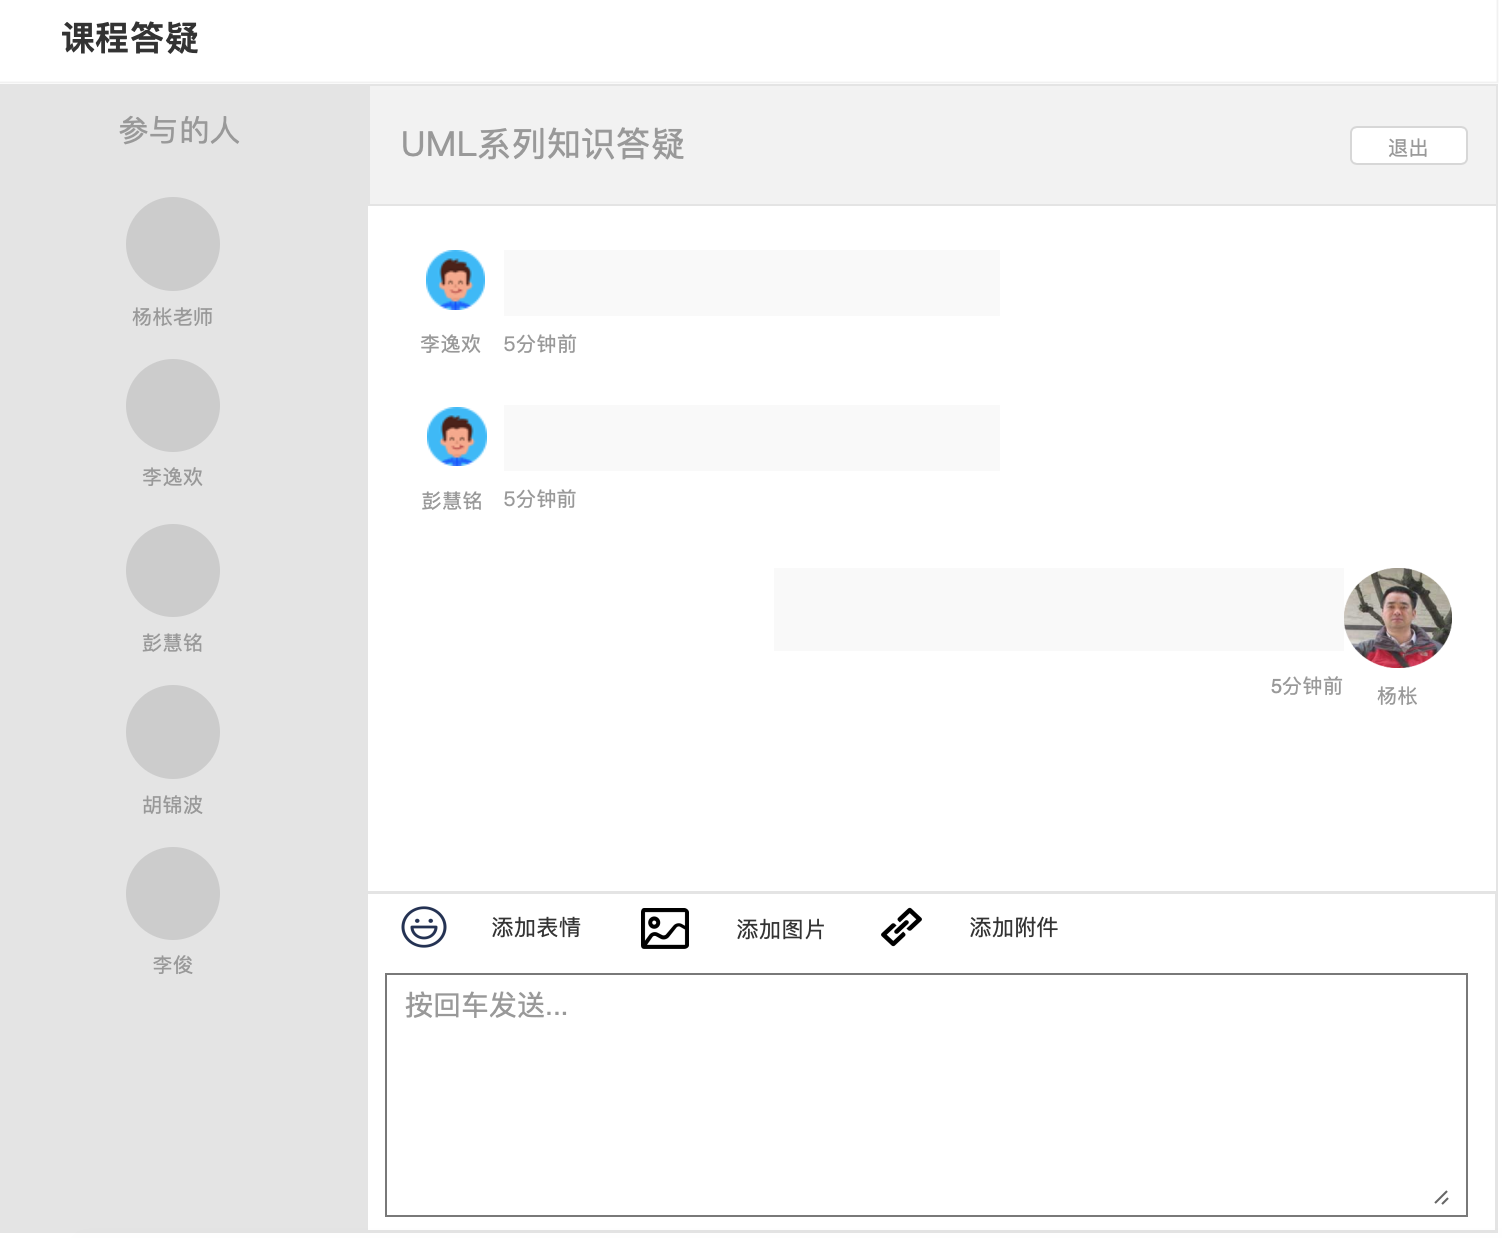 课程答疑
参与的人
杨枨老师
李逸欢
彭慧铭
胡锦波
李俊
UML系列知识答疑
退出
李逸欢 5分钟前
彭慧铭 5分钟前
5分钟前 杨枨
添加表情 添加图片 添加附件
按回车发送...